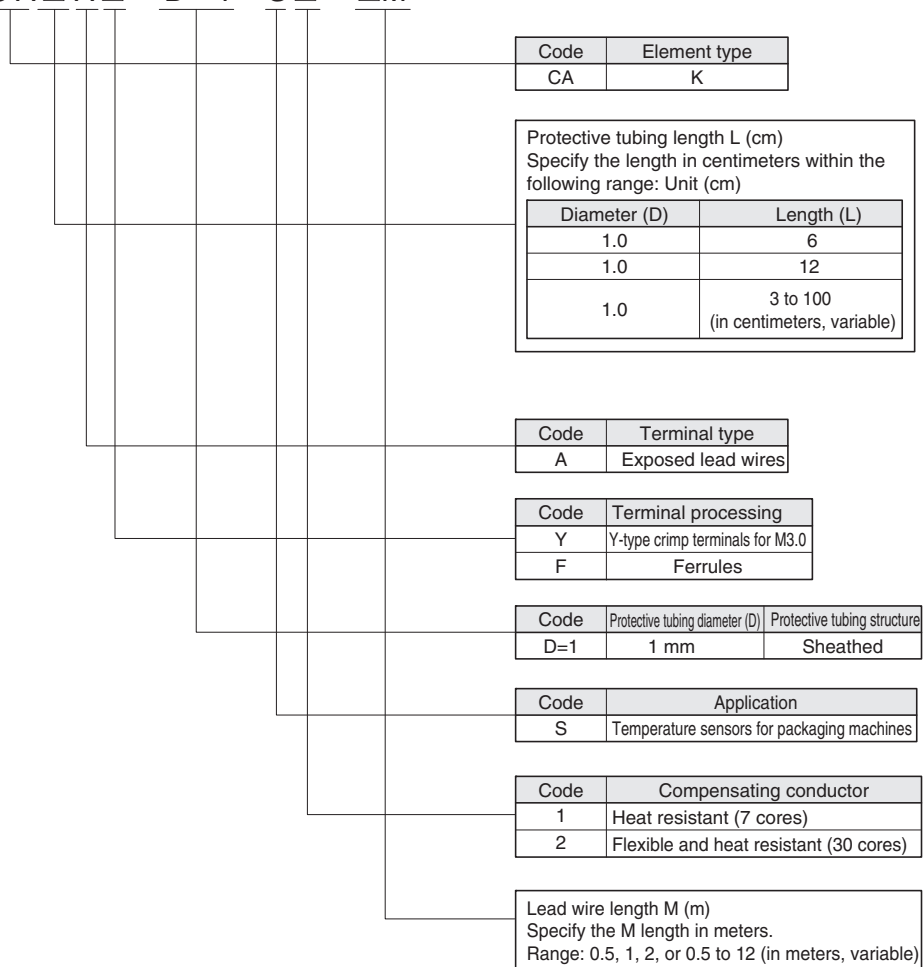 Code Element type
CA K
Protective tubing length L (cm)
Specify the length in centimeters within the
following range: Unit (cm)
Diameter (D) Length (L)
1.0 6
1.0 12
1.0 3 to 100
(in centimeters, variable)
Code Terminal type
A Exposed lead wires
Code Terminal processing
Y Y-type crimp terminals for M3.0
F Ferrules
Code Protective tubing diameter (D) Protective tubing structure
D=1 1 mm Sheathed
Code Application
S Temperature sensors for packaging machines
Code Compensating conductor
1 Heat resistant (7 cores)
2 Flexible and heat resistant (30 cores)
Lead wire length M (m)
Specify the M length in meters.
Range: 0.5, 1, 2, or 0.5 to 12 (in meters, variable)